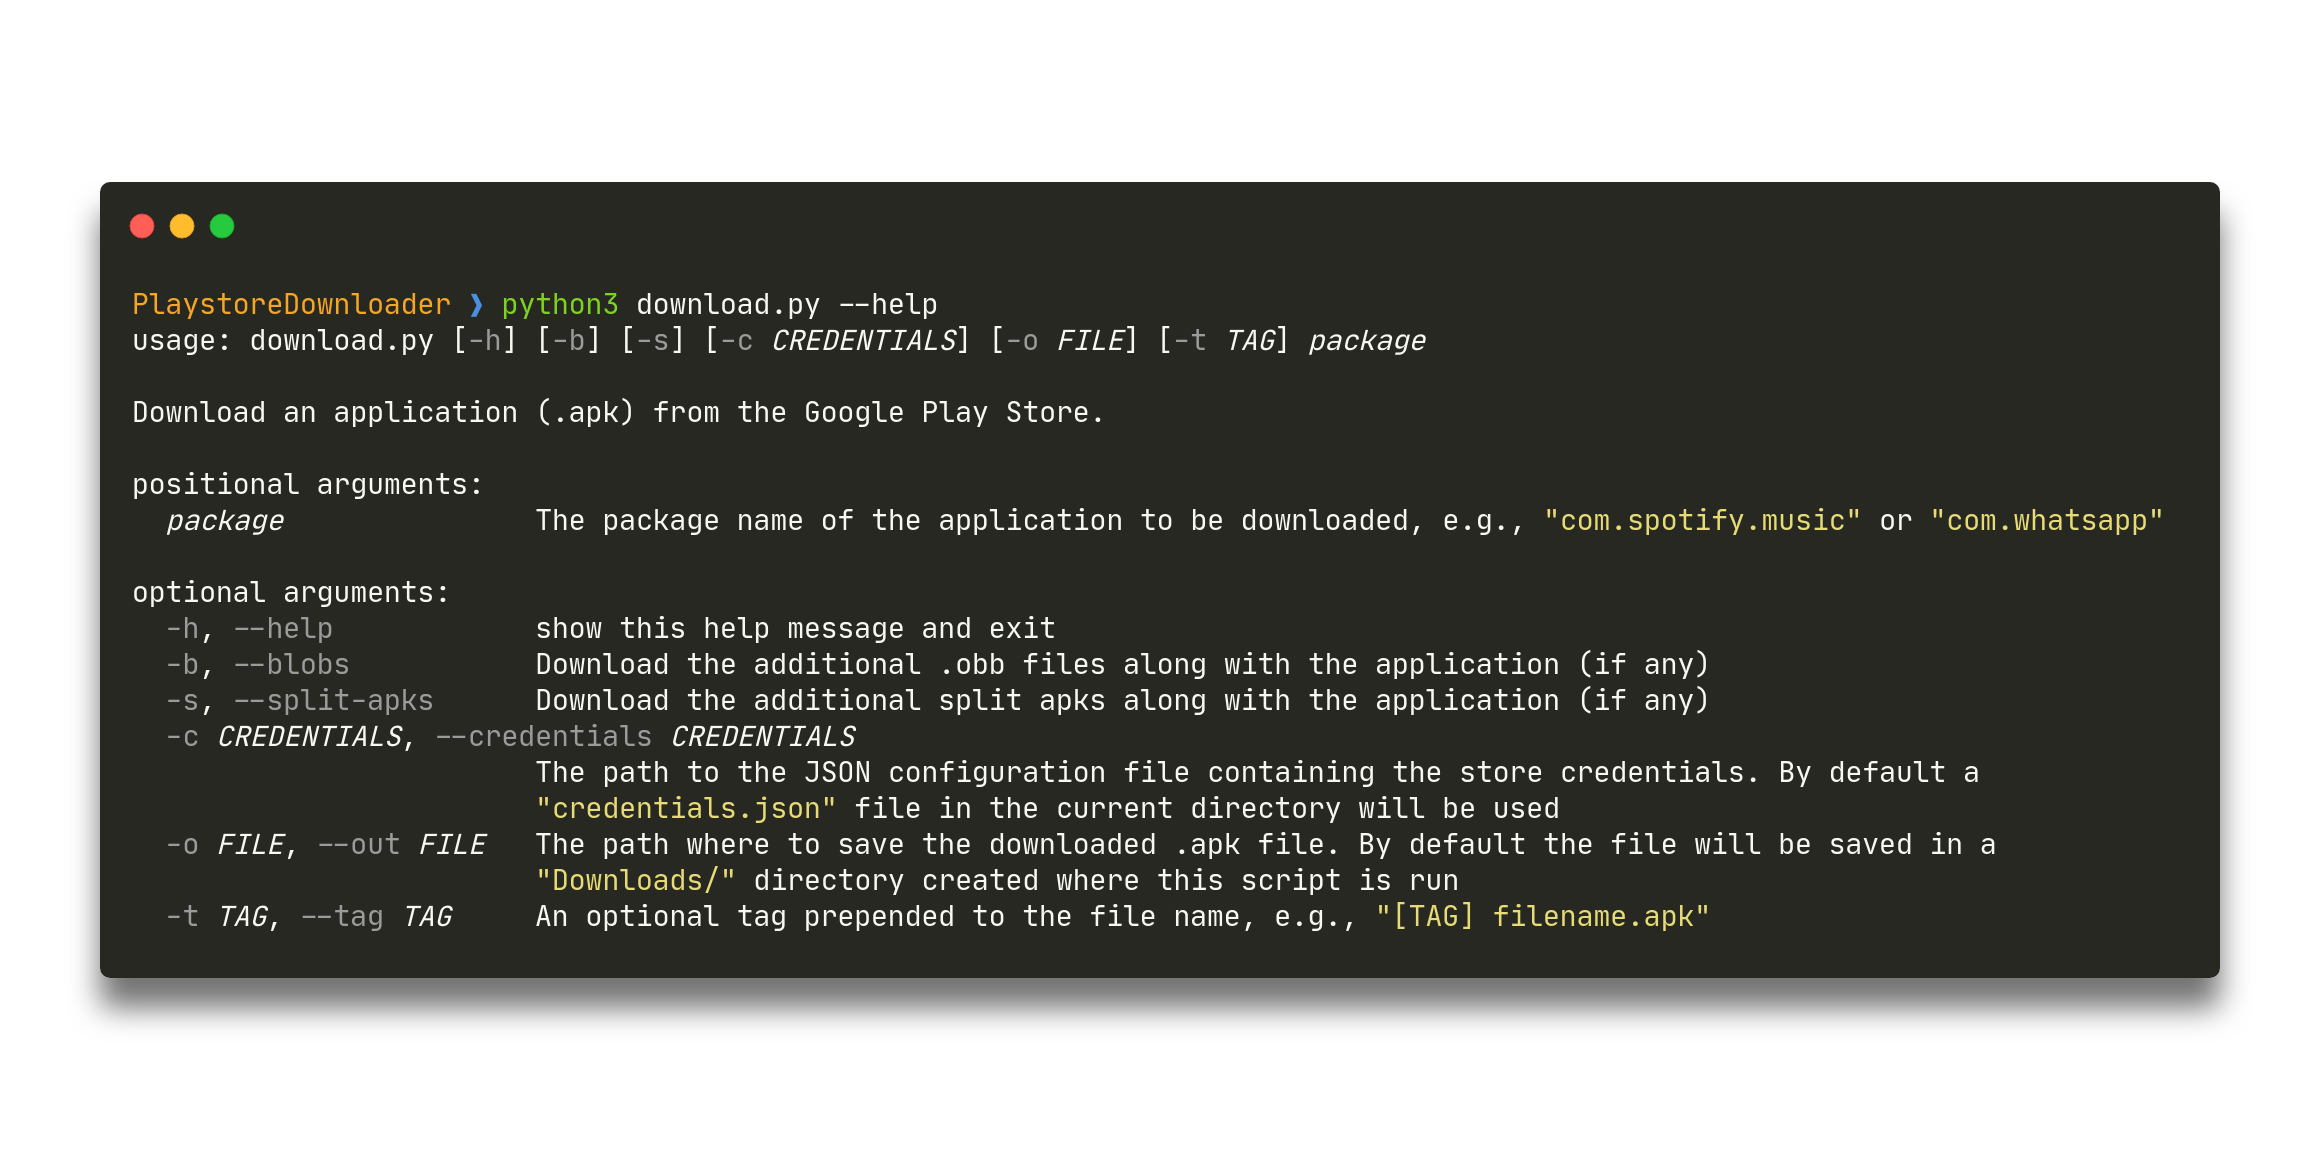 PlaystoreDownloader ❯ python3 download.py --help
usage: download.py [-h] [-b] [-s] [-c CREDENTIALS] [-o FILE] [-t TAG] package
Download an application (.apk) from the Google Play Store.
positional arguments:
package The package name of the application to be downloaded, e.g., "com.spotify.music" or "com.whatsapp"
optional arguments:
-h, --help show this help message and exit
-b, --blobs Download the additional .obb files along with the application (if any)
-s, --split-apks Download the additional split apks along with the application (if any)
-c CREDENTIALS, --credentials CREDENTIALS
The path to the JSON configuration file containing the store credentials. By default a
"credentials.json" file in the current directory will be used
-o FILE, --out FILE The path where to save the downloaded .apk file. By default the file will be saved in a
"Downloads/" directory created where this script is run
-t TAG, --tag TAG An optional tag prepended to the file name, e.g., "[TAG] filename.apk"